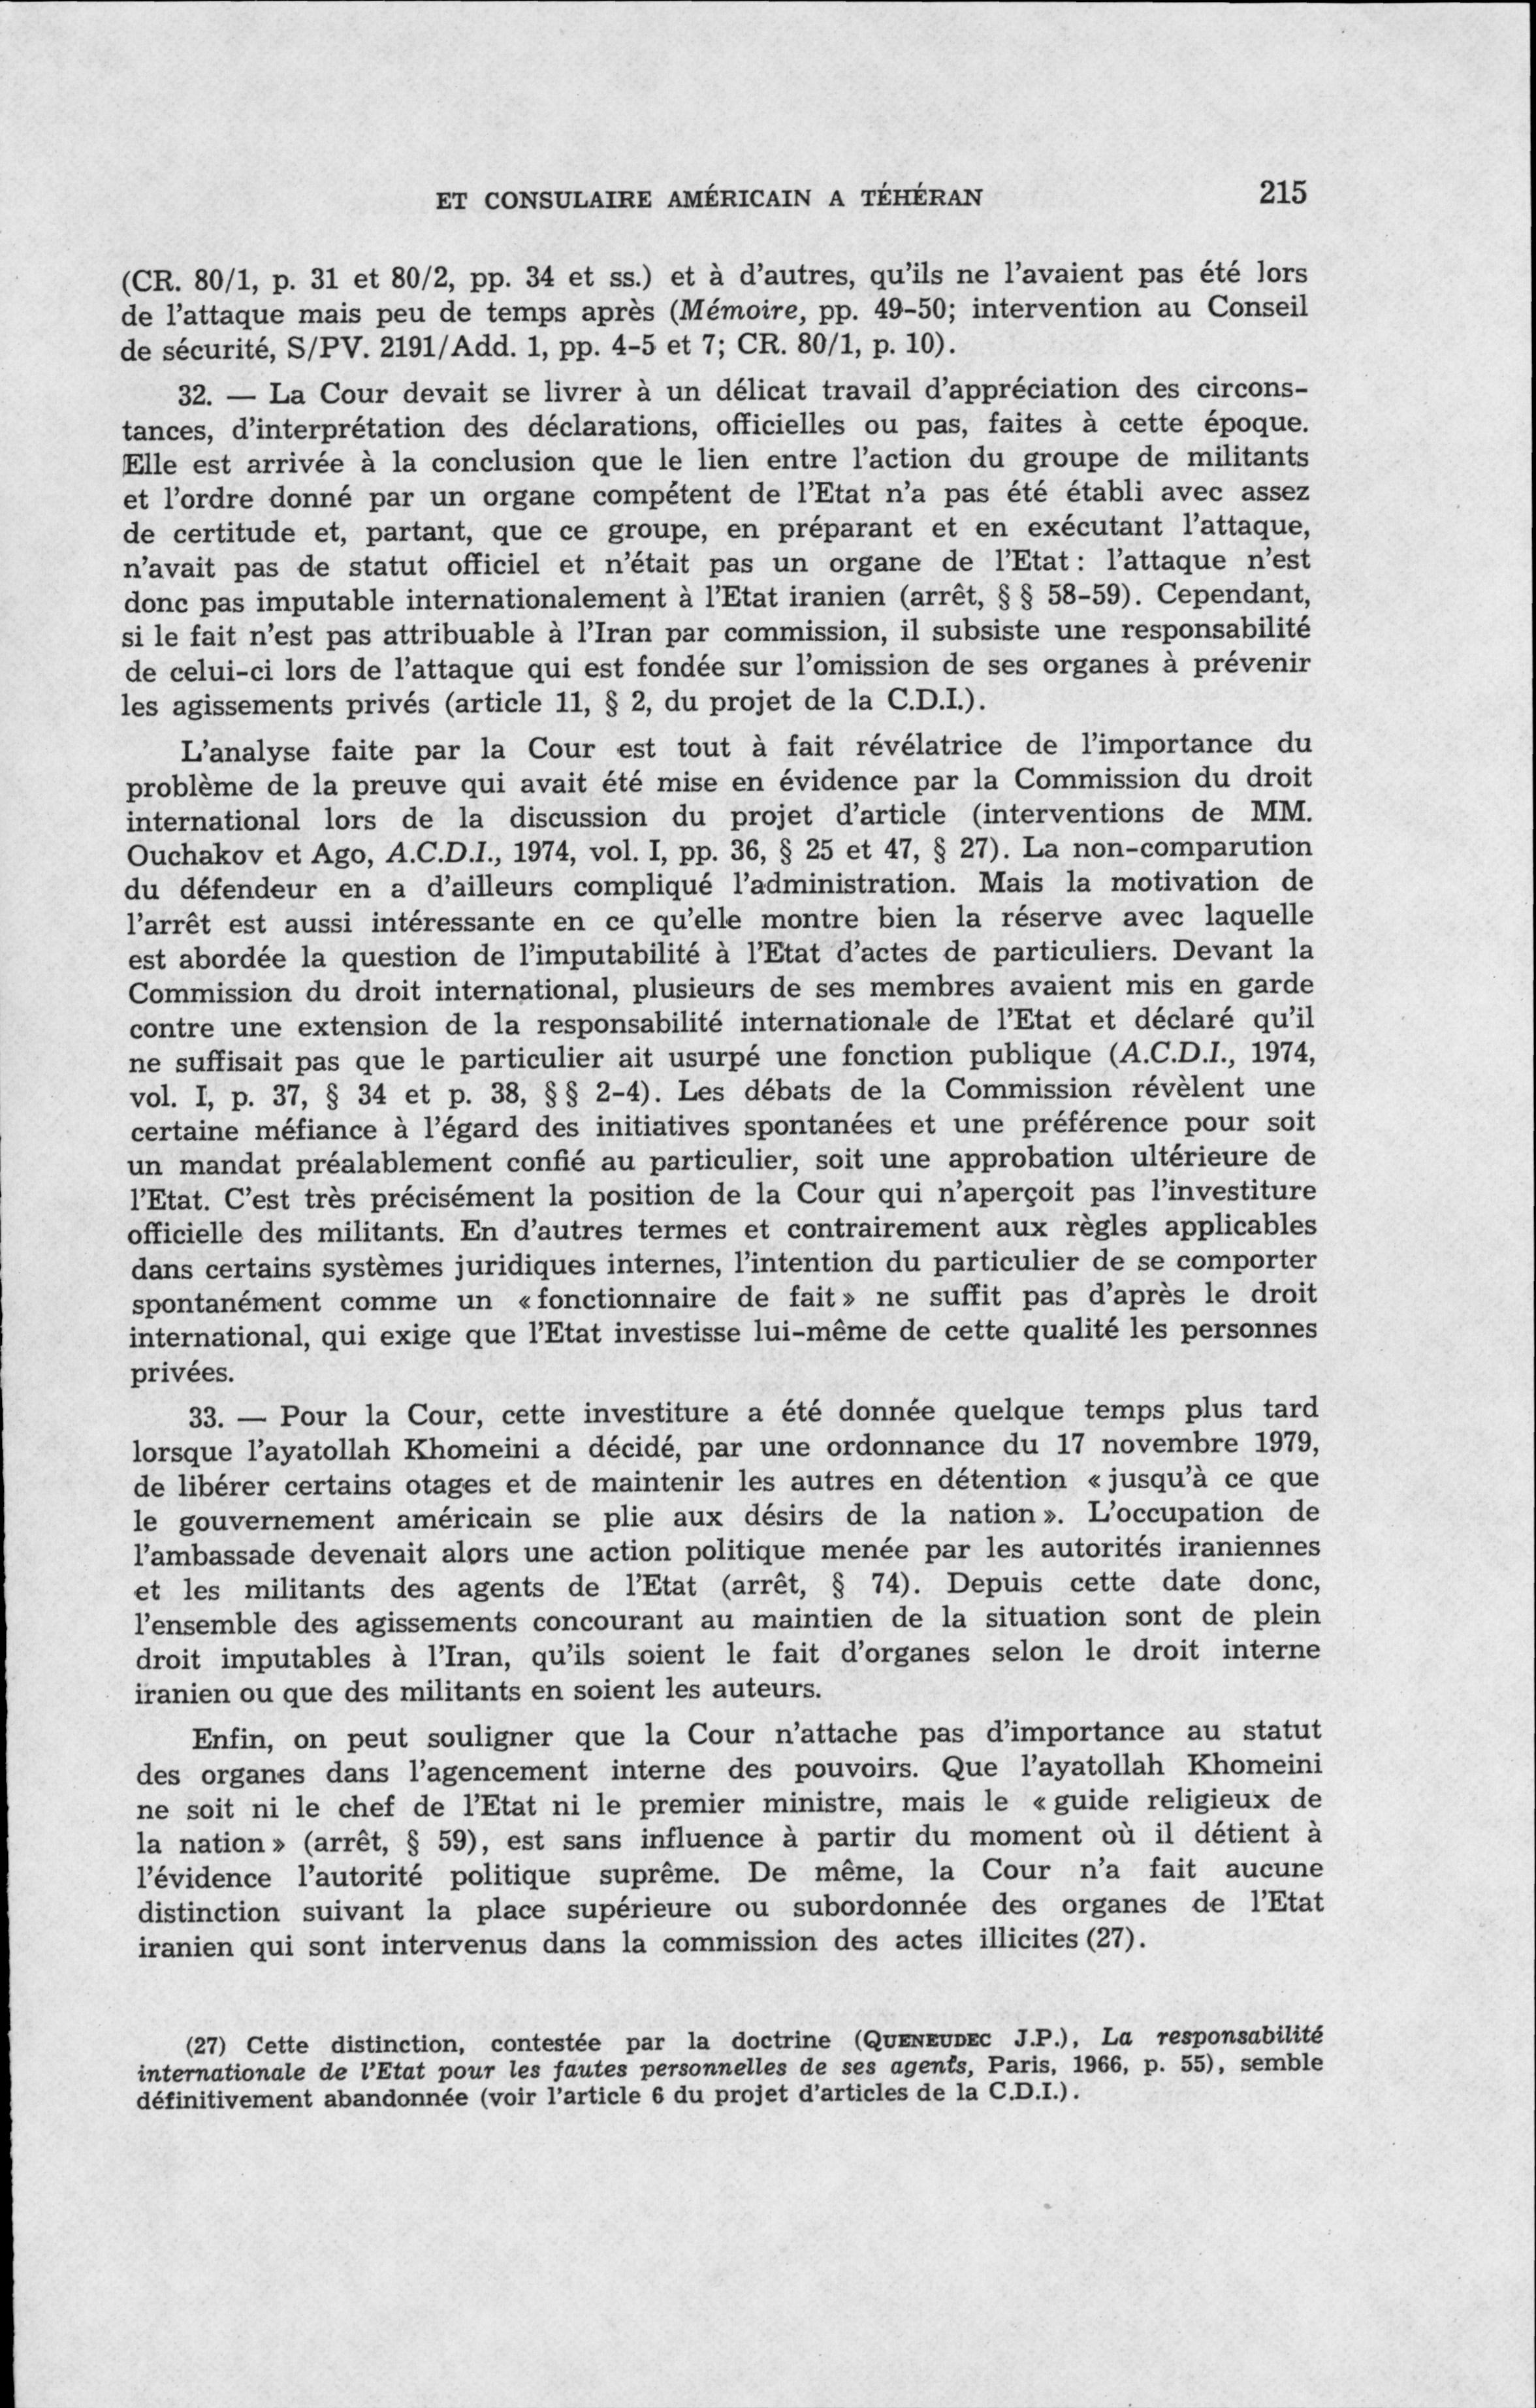 ET CONSULAIRE AMÉRICAIN A TÉHÉRAN 215
(CR. 80/1, p. 31 et 80/2, pp. 34 et ss.) et à d'autres, qu'ils ne l'avaient pas été lors
de l'attaque mais peu de temps après (Mémoire, pp. 49-50; intervention au Conseil
de sécurité, S/PV. 2191/Add. 1, pp. 4-5 et 7; CR. 80/1, p. 10).
32. — La Cour devait se livrer à un délicat travail d'appréciation des circons-
tances, d'interprétation des déclarations, officielles ou pas, faites à cette époque.
Elle est arrivée à la conclusion que le lien entre l'action du groupe de militants
et l'ordre donné par un organe compétent de l'Etat n'a pas été établi avec assez
de certitude et, partant, que ce groupe, en préparant et en exécutant l'attaque,
n'avait pas de statut officiel et n'était pas un organe de l'Etat : l'attaque n'est
donc pas imputable internationalement à l'Etat iranien (arrêt, § § 58-59). Cependant,
si le fait n'est pas attribuable à l'Iran par commission, il subsiste une responsabilité
de celui-ci lors de l'attaque qui est fondée sur l'omission de ses organes à prévenir
les agissements privés (article 11, § 2, du projet de la C.D.I.).
L'analyse faite par la Cour est tout à fait révélatrice de l'importance du
problème de la preuve qui avait été mise en évidence par la Commission du droit
international lors de la discussion du projet d'article (interventions de MM.
Ouchakov et Ago, A.C.D.I., 1974, vol. I, pp. 36, § 25 et 47, § 27). La non-comparution
du défendeur en a d'ailleurs compliqué l'administration. Mais la motivation de
l'arrêt est aussi intéressante en ce qu'elle montre bien la réserve avec laquelle
est abordée la question de l'imputabilité à l'Etat d'actes de particuliers. Devant la
Commission du droit international, plusieurs de ses membres avaient mis en garde
contre une extension de la responsabilité internationale de l'Etat et déclaré qu'il
ne suffisait pas que le particulier ait usurpé une fonction publique (A.C.D.I., 1974,
vol. I, p. 37, § 34 et p. 38, § § 2-4). Les débats de la Commission révèlent une
certaine méfiance à l'égard des initiatives spontanées et une préférence pour soit
un mandat préalablement confié au particulier, soit une approbation ultérieure de
l'Etat. C'est très précisément la position de la Cour qui n'aperçoit pas l'investiture
officielle des militants. En d'autres termes et contrairement aux règles applicables
dans certains systèmes juridiques internes, l'intention du particulier de se comporter
spontanément comme un « fonctionnaire de fait » ne suffit pas d'après le droit
international, qui exige que l'Etat investisse lui-même de cette qualité les personnes
privées.
33. — Pour la Cour, cette investiture a été donnée quelque temps plus tard
lorsque l'ayatollah Khomeini a décidé, par une ordonnance du 17 novembre 1979,
de libérer certains otages et de maintenir les autres en détention « jusqu'à ce que
le gouvernement américain se plie aux désirs de la nation ». L'occupation de
l'ambassade devenait alors une action politique menée par les autorités iraniennes
et les militants des agents de l'Etat (arrêt, § 74). Depuis cette date donc,
l'ensemble des agissements concourant au maintien de la situation sont de plein
droit imputables à l'Iran, qu'ils soient le fait d'organes selon le droit interne
iranien ou que des militants en soient les auteurs.
Enfin, on peut souligner que la Cour n'attache pas d'importance au statut
des organes dans l'agencement interne des pouvoirs. Que l'ayatollah Khomeini
ne soit ni le chef de l'Etat ni le premier ministre, mais le « guide religieux de
la nation » (arrêt, § 59), est sans influence à partir du moment où il détient à
l'évidence l'autorité politique suprême. De même, la Cour n'a fait aucune
distinction suivant la place supérieure ou subordonnée des organes de l'Etat
iranien qui sont intervenus dans la commission des actes illicites (27).
(27) Cette distinction, contestée par la doctrine (QUENEUDEC J.P.), La responsabilité
internationale de l'Etat pour les fautes personnelles de ses agents, Paris, 1966, p. 55), semble
définitivement abandonnée (voir l'article 6 du projet d'articles de la C.D.I.).